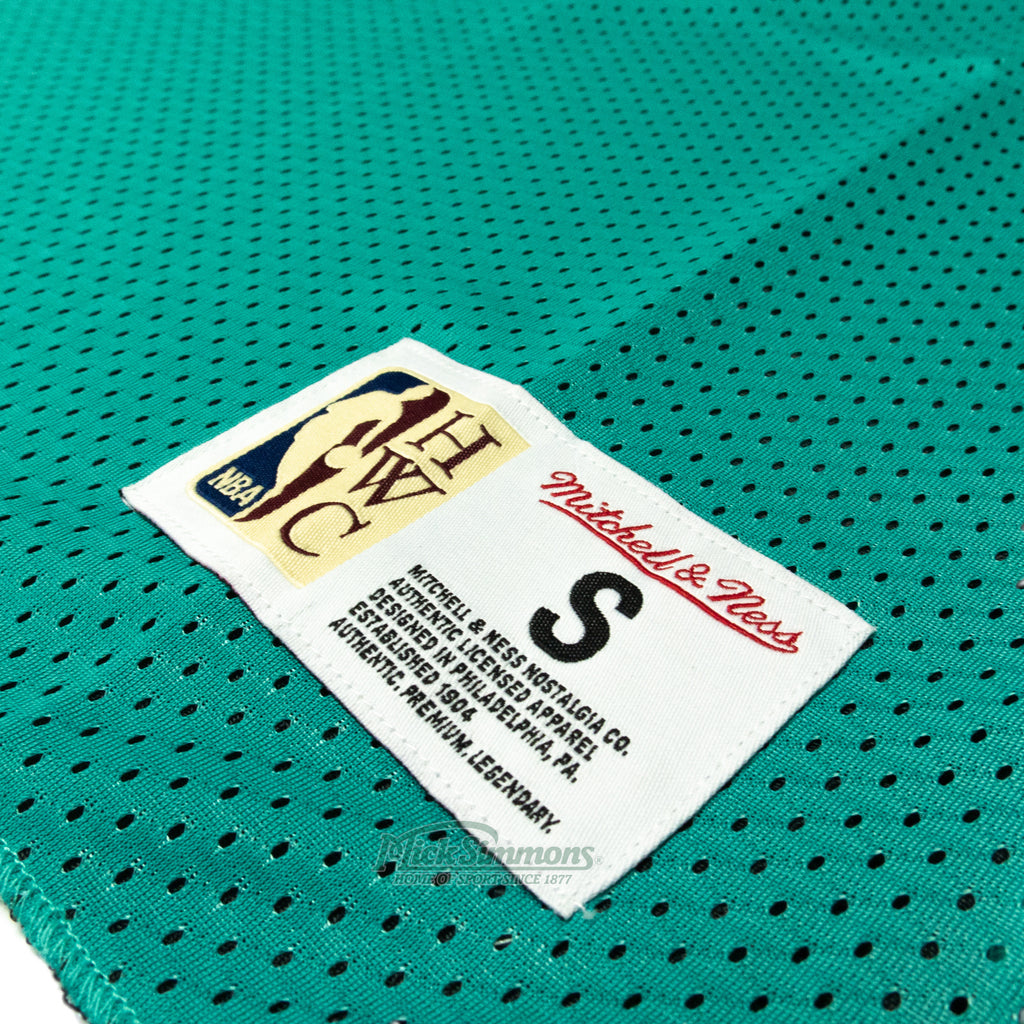 NBA
HWC
Mitchell & Ness
S
MITCHELL & NESS NOSTALGIA CO.
AUTHENTIC LICENSED APPAREL
DESIGNED IN PHILADELPHIA, PA.
ESTABLISHED 1904
AUTHENTIC. PREMIUM. LEGENDARY.
Mick Simmons®
HOME OF SPORT SINCE 1877